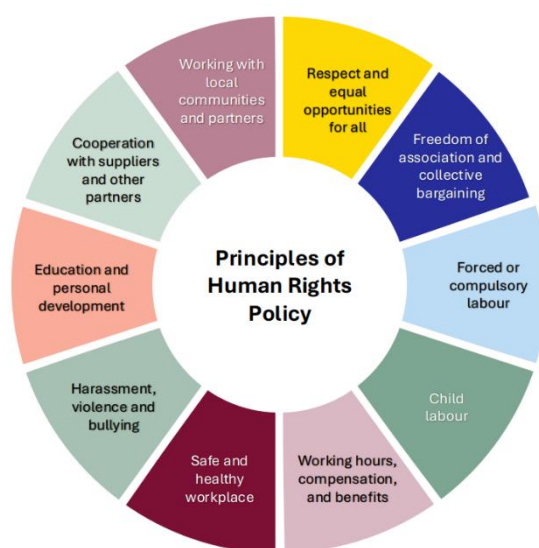 Principles of
Human Rights
Policy
Respect and
equal
opportunities
for all
Freedom of
association and
collective
bargaining
Forced or
compulsory
labour
Child
labour
Working hours,
compensation,
and benefits
Safe and
healthy
workplace
Harassment,
violence and
bullying
Education and
personal
development
Cooperation
with suppliers
and other
partners
Working with
local
communities
and partners